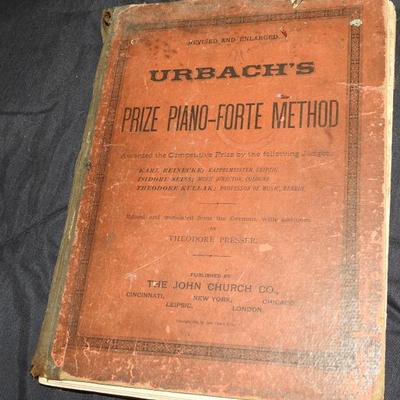 REVISED AND ENLARGED.
URBACH'S
PRIZE PIANO-FORTE METHOD
Awarded the Competitive Prize by the following Judges:
KARL REINECKE; KAPPELMEISTER, LEIPZIG.
ISIDORE SEISS; MUSIC DIRECTOR, COLOGNE.
THEODORE KULLAK; PROFESSOR OF MUSIC, BERLIN.
Edited and translated from the German, with additions
BY
THEODORE PRESSER.
PUBLISHED BY
THE JOHN CHURCH CO.,
CINCINNATI, NEW YORK, CHICAGO.
LEIPSIC, LONDON.